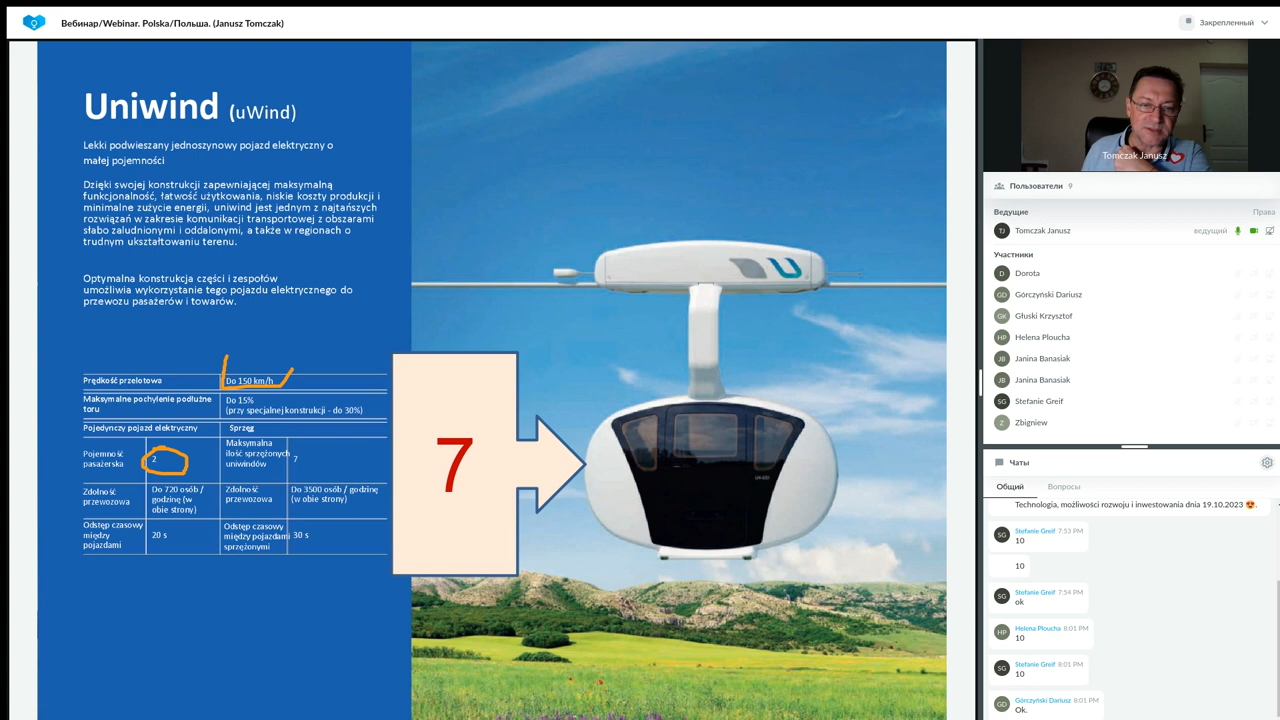 Вебинар/Webinar. Polska/Польша. (Janusz Tomczak)
Закрепленный
Uniwind (uWind)
Lekki podwieszany jednoszynowy pojazd elektryczny o
małej pojemności
Dzięki swojej konstrukcji zapewniającej maksymalną
funkcjonalność, łatwość użytkowania, niskie koszty produkcji i
minimalne zużycie energii, uniwind jest jednym z najtańszych
rozwiązań w zakresie komunikacji transportowej z obszarami
słabo zaludnionymi i oddalonymi, a także w regionach o
trudnym ukształtowaniu terenu.
Optymalna konstrukcja części i zespołów
umożliwia wykorzystanie tego pojazdu elektrycznego do
przewozu pasażerów i towarów.
Prędkość przelotowa
Do 150 km/h
Maksymalne pochylenie podłużne
toru
Do 15%
(przy specjalnej konstrukcji - do 30%)
Pojedynczy pojazd elektryczny
Sprzęg
Pojemność
pasażerska
2
Maksymalna
ilość sprzężonych
uniwindów
7
Zdolność
przewozowa
Do 720 osób /
godzinę (w
obie strony)
Zdolność
przewozowa
Do 3500 osób / godzinę
(w obie strony)
Odstęp czasowy
między
pojazdami
20 s
Odstęp czasowy
między pojazdami
sprzężonymi
30 s
7
U
Tomczak Janusz
Пользователи 9
Ведущие
Права
TJ
Tomczak Janusz
ведущий
Участники
D
Dorota
GD
Górczyński Dariusz
GK
Głuski Krzysztof
HP
Helena Ploucha
JB
Janina Banasiak
JB
Janina Banasiak
SG
Stefanie Greif
Z
Zbigniew
Чаты
Общий
Вопросы
Technologia, możliwości rozwoju i inwestowania dnia 19.10.2023 😍.
SG
Stefanie Greif 7:53 PM
10
10
SG
Stefanie Greif 7:54 PM
ok
HP
Helena Ploucha 8:01 PM
10
SG
Stefanie Greif 8:01 PM
10
GD
Górczyński Dariusz 8:01 PM
Ok.